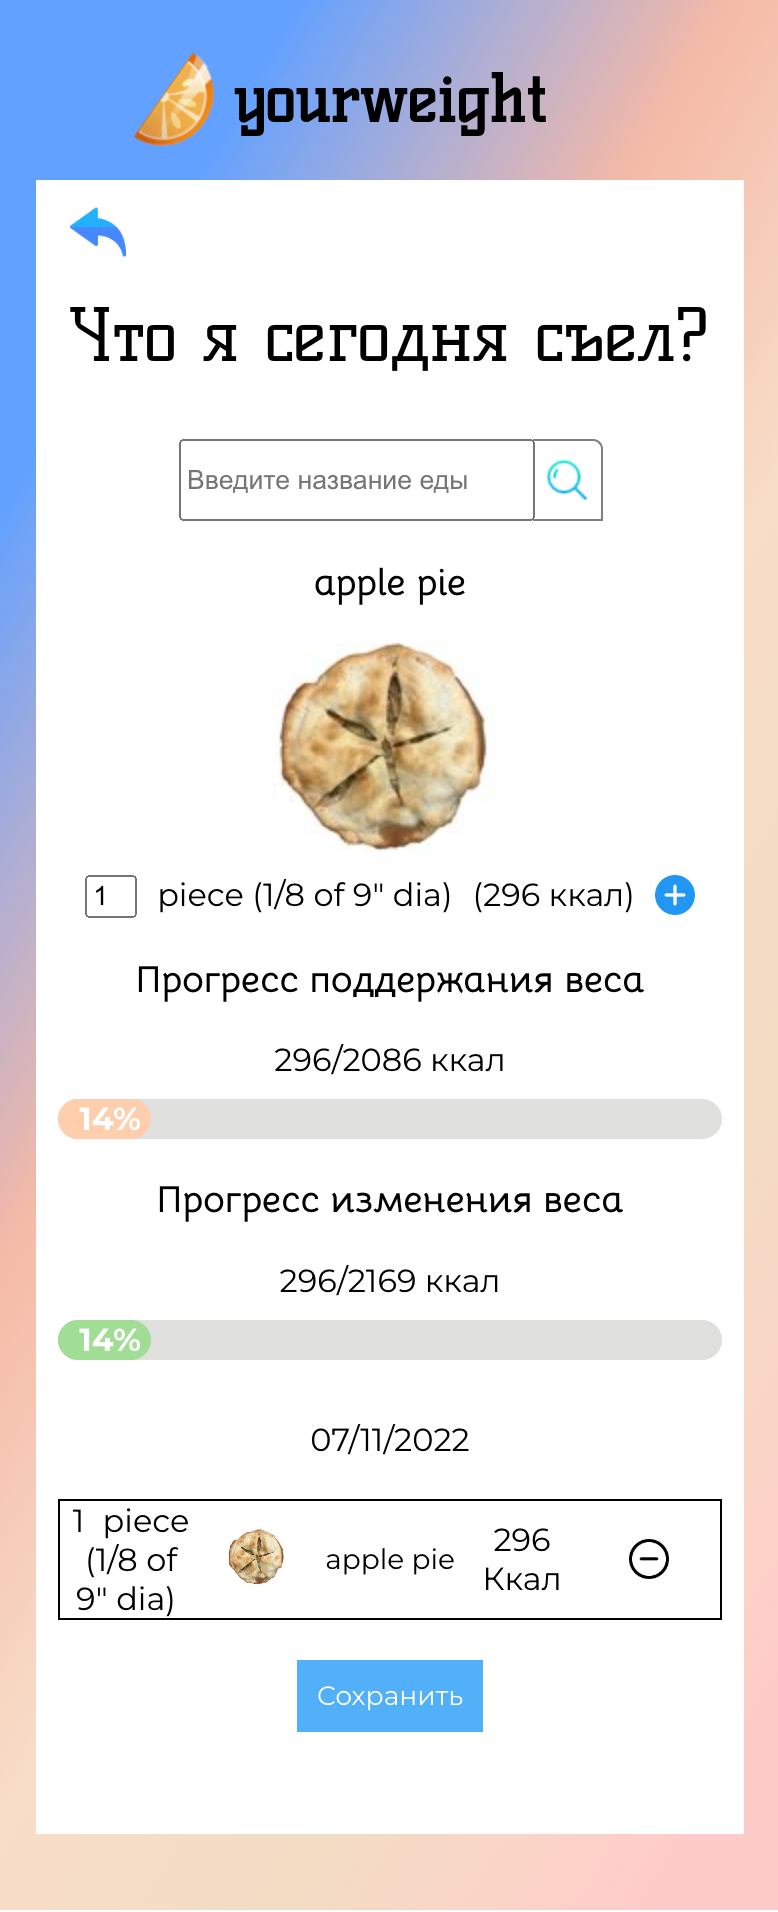 yourweight
Что я сегодня съел?
Введите название еды
apple pie
1 piece (1/8 of 9" dia) (296 ккал)
Прогресс поддержания веса
296/2086 ккал
14%
Прогресс изменения веса
296/2169 ккал
14%
07/11/2022
1 piece
(1/8 of
9" dia)
apple pie
296
Ккал
Сохранить